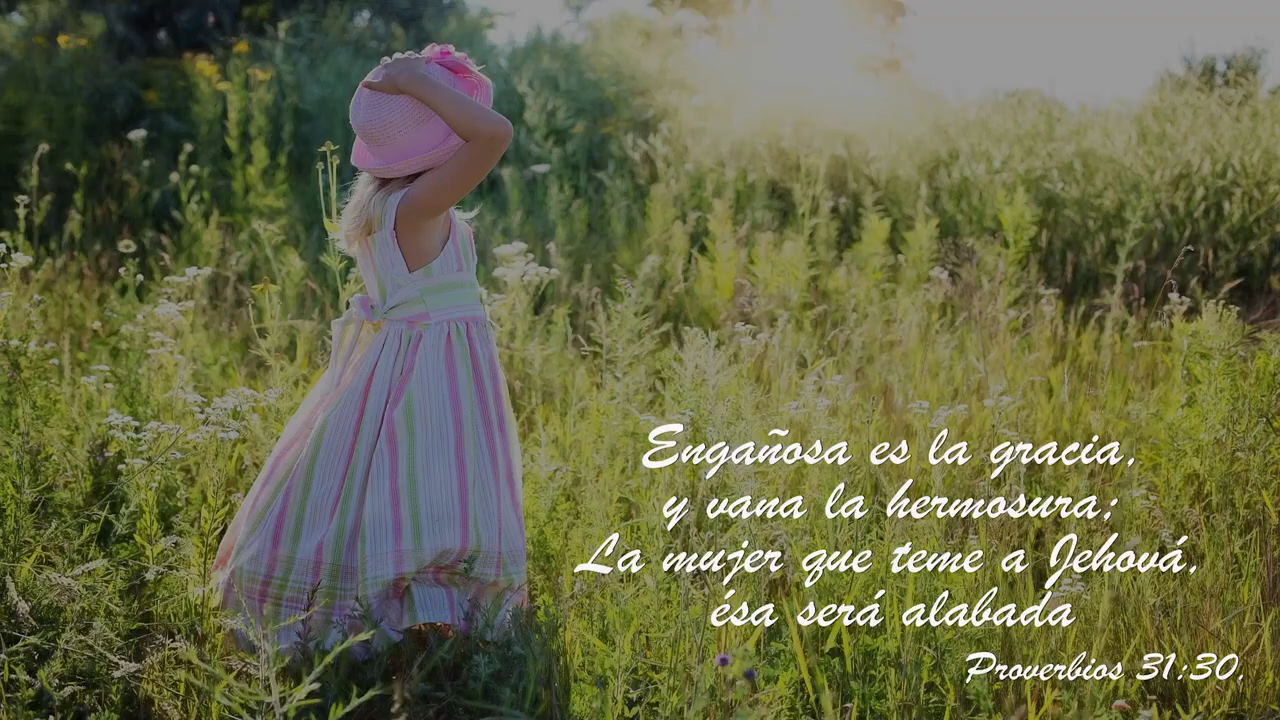 Engañosa es la gracia,
y vana la hermosura;
La mujer que teme a Jehová,
ésa será alabada
Proverbios 31:30.